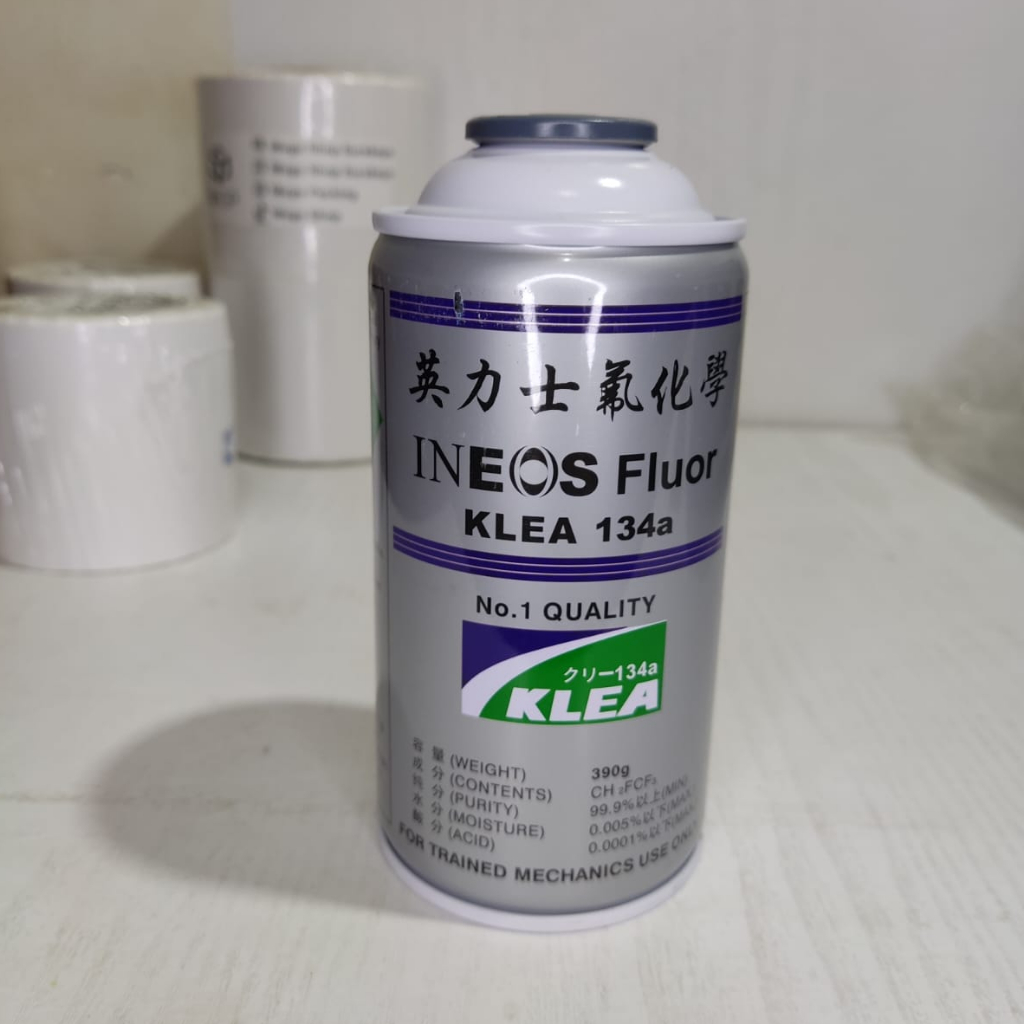 英力士氟化學
INEOS Fluor
KLEA 134a
No.1 QUALITY
クリー134a
KLEA
容量 (WEIGHT) 390g
成分 (CONTENTS) CH₂FCF₃
純分 (PURITY) 99.9%以上(MIN)
水分 (MOISTURE) 0.005%以下(MAX
酸分 (ACID) 0.0001%以下(MAX
FOR TRAINED MECHANICS USE ONL